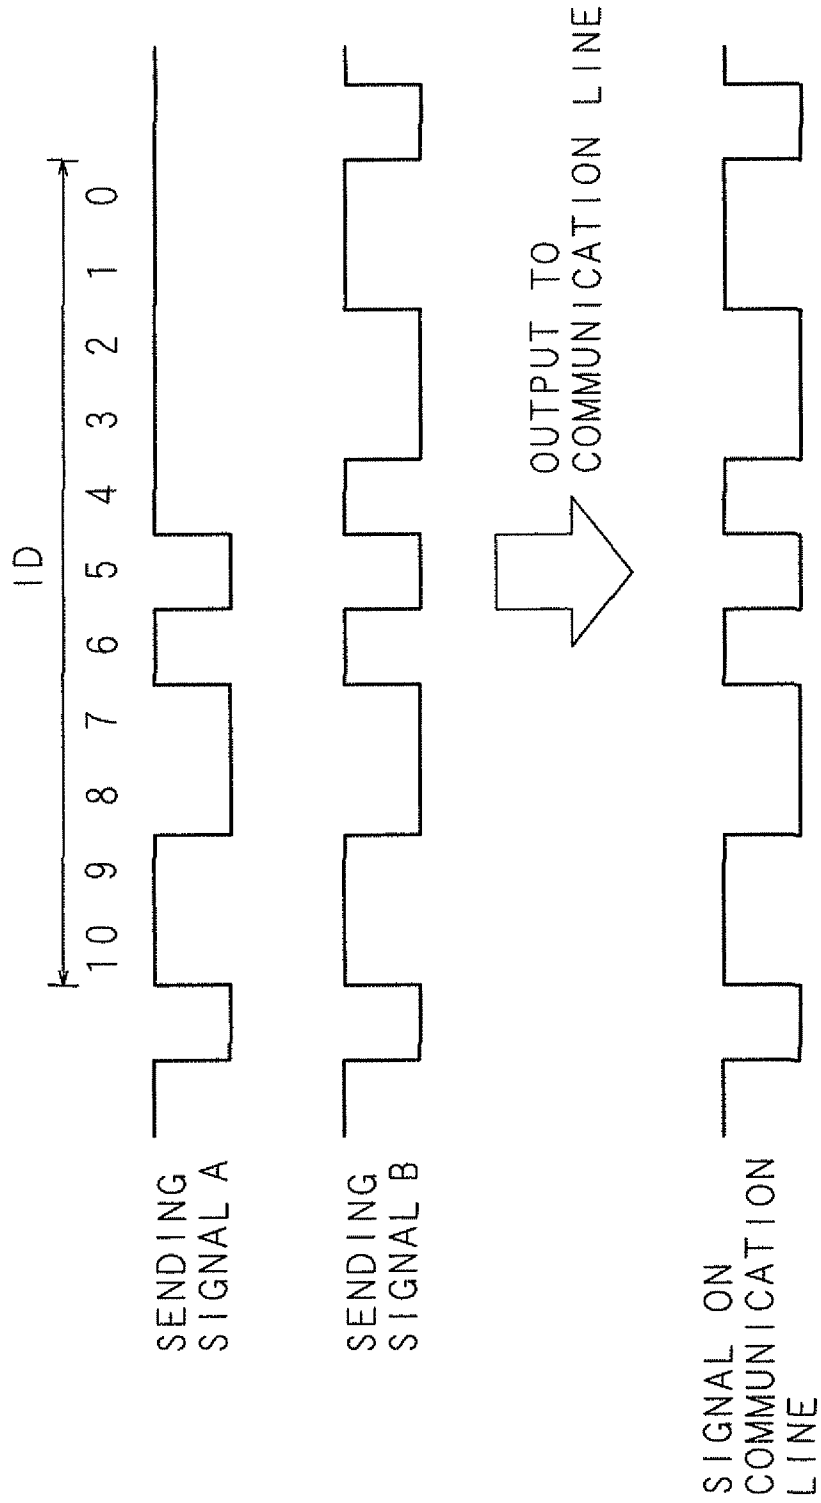 ID
10 9 8 7 6 5 4 3 2 1 0
SENDING
SIGNAL A
SENDING
SIGNAL B
OUTPUT TO
COMMUNICATION LINE
SIGNAL ON
COMMUNICATION
LINE